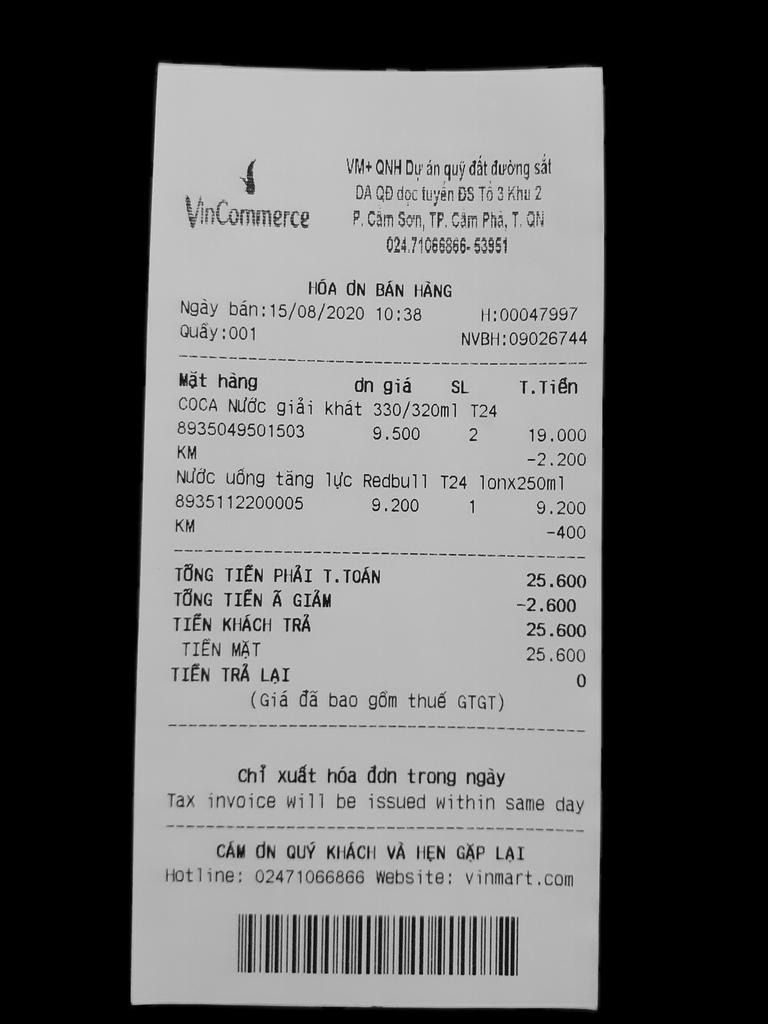 VM+ QNH Dự án quỹ đất đường sắt
DA QĐ dọc tuyến ĐS Tổ 3 Khu 2
VinCommerce
P. Cẩm Sơn, TP. Cẩm Phả, T. QN
024.71066866-53951
HÓA ƠN BÁN HÀNG
Ngày bán:15/08/2020 10:38 H:00047997
Quầy:001 NVBH:09026744
Mặt hàng ơn giá SL T.Tiền
COCA Nước giải khát 330/320ml T24
8935049501503 9.500 2 19.000
KM -2.200
Nước uống tăng lực Redbull T24 lonx250ml
8935112200005 9.200 1 9.200
KM -400
TỔNG TIỀN PHẢI T.TOÁN 25.600
TỔNG TIỀN Ã GIẢM -2.600
TIỀN KHÁCH TRẢ 25.600
TIỀN MẶT 25.600
TIỀN TRẢ LẠI 0
(Giá đã bao gồm thuế GTGT)
Chỉ xuất hóa đơn trong ngày
Tax invoice will be issued within same day
CÁM ƠN QUÝ KHÁCH VÀ HẸN GẶP LẠI
Hotline: 02471066866 Website: vinmart.com